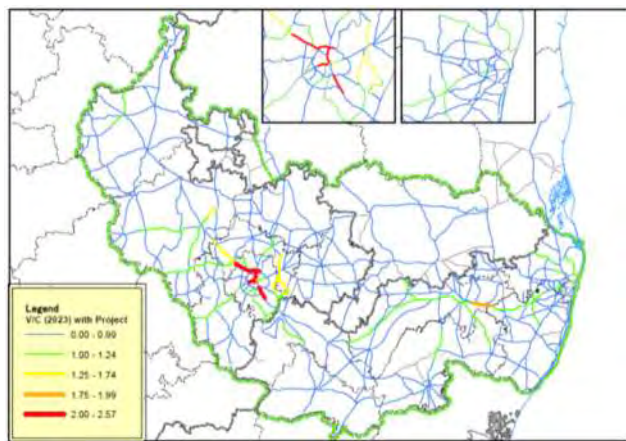 Legend
V/C (2023) with Project
0.00 - 0.99
1.00 - 1.24
1.25 - 1.74
1.75 - 1.99
2.00 - 2.57